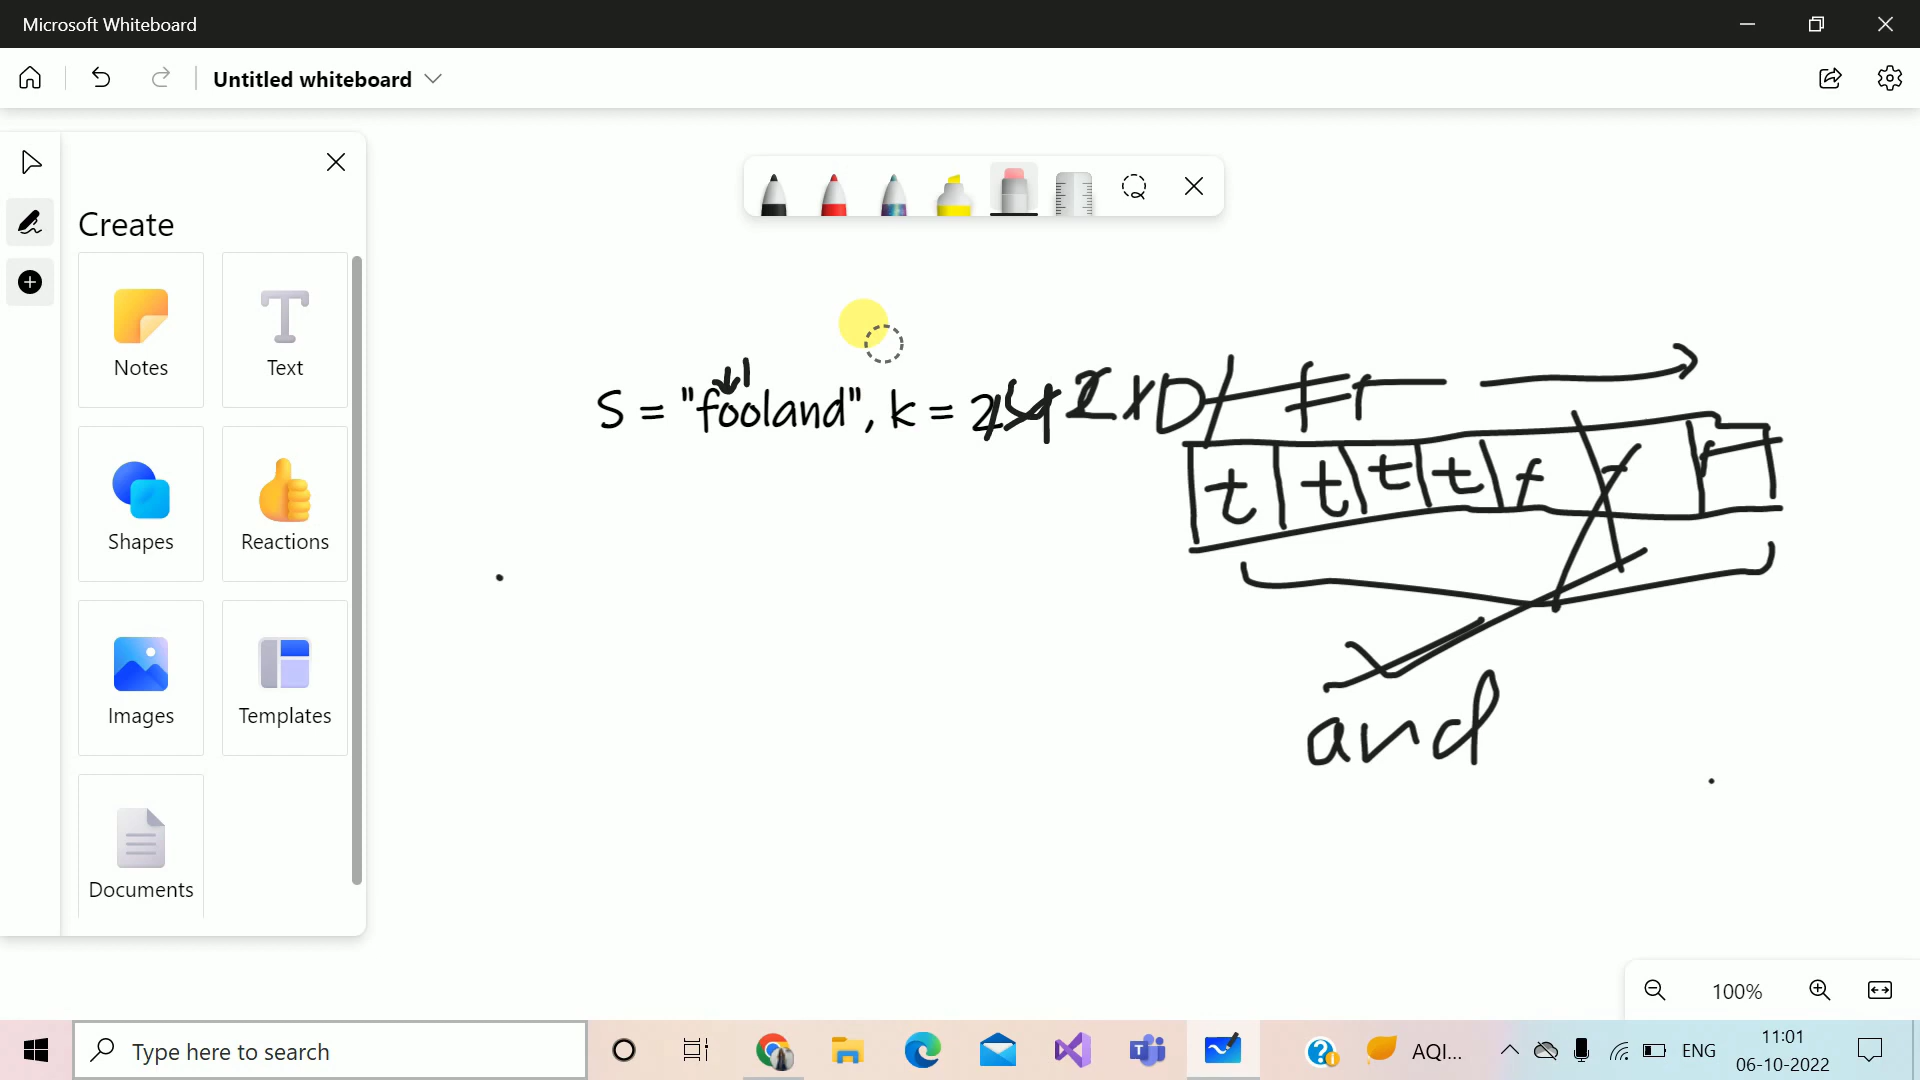 Microsoft Whiteboard
Untitled whiteboard
Create
Notes
Text
S = "fooland", k = 2
t t t t f
Shapes
Reactions
Images
Templates
and
Documents
100%
Type here to search
AQI...
ENG
11:01
06-10-2022